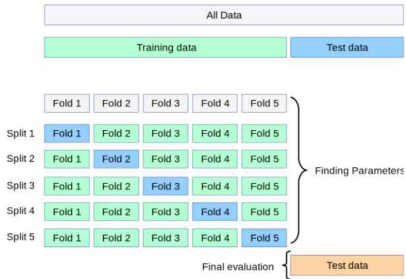 All Data
Training data Test data
Fold 1 Fold 2 Fold 3 Fold 4 Fold 5
Split 1 Fold 1 Fold 2 Fold 3 Fold 4 Fold 5
Split 2 Fold 1 Fold 2 Fold 3 Fold 4 Fold 5
Finding Parameters
Split 3 Fold 1 Fold 2 Fold 3 Fold 4 Fold 5
Split 4 Fold 1 Fold 2 Fold 3 Fold 4 Fold 5
Split 5 Fold 1 Fold 2 Fold 3 Fold 4 Fold 5
Final evaluation Test data